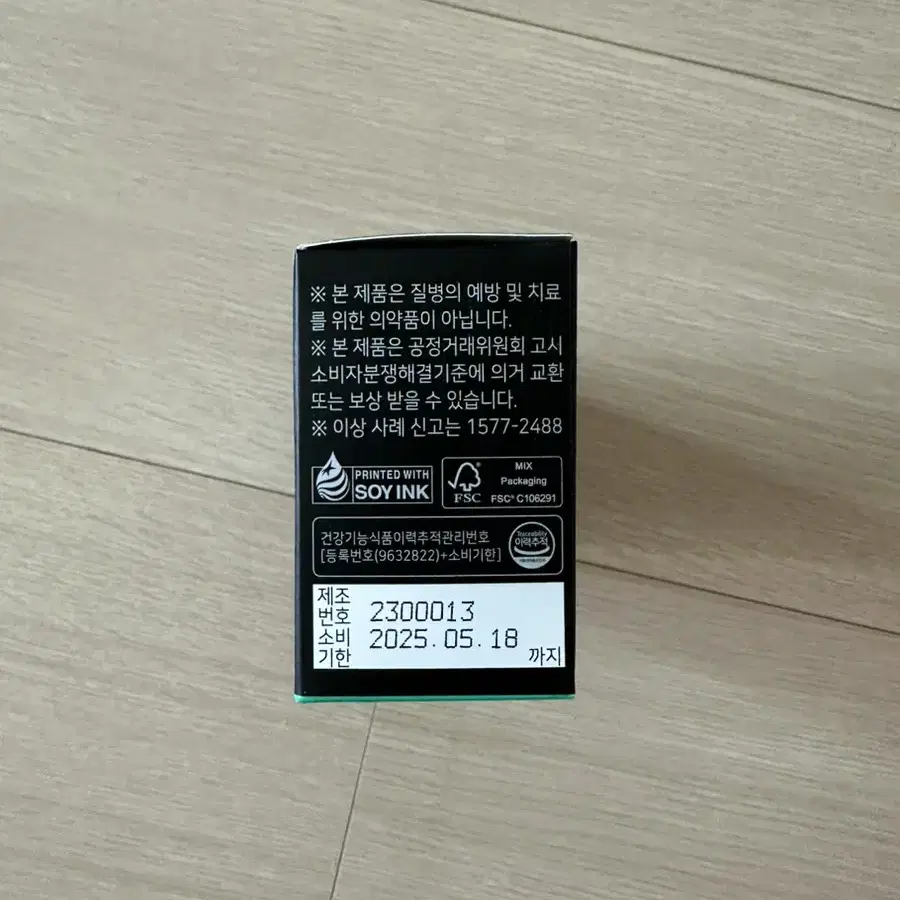 ※ 본 제품은 질병의 예방 및 치료
를 위한 의약품이 아닙니다.
※ 본 제품은 공정거래위원회 고시
소비자분쟁해결기준에 의거 교환
또는 보상 받을 수 있습니다.
※ 이상 사례 신고는 1577-2488
PRINTED WITH
SOY INK
FSC
MIX
Packaging
FSC® C106291
건강기능식품이력추적관리번호
[등록번호(9632822)+소비기한]
Traceability
이력추적
제조
번호 2300013
소비 2025.05.18
기한 까지